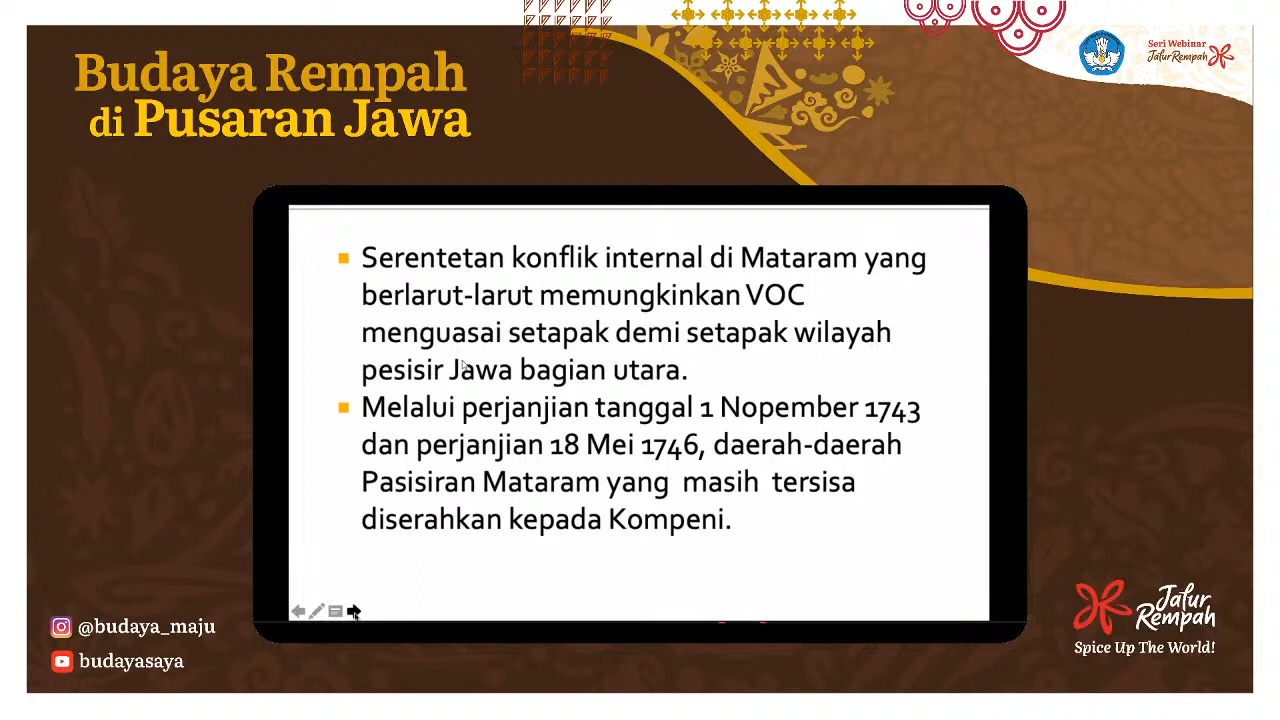 Budaya Rempah
di Pusaran Jawa
Seri Webinar
Jalur Rempah
Serentetan konflik internal di Mataram yang
berlarut-larut memungkinkan VOC
menguasai setapak demi setapak wilayah
pesisir Jawa bagian utara.
Melalui perjanjian tanggal 1 Nopember 1743
dan perjanjian 18 Mei 1746, daerah-daerah
Pasisiran Mataram yang masih tersisa
diserahkan kepada Kompeni.
@budaya_maju
budayasaya
Jalur
Rempah
Spice Up The World!